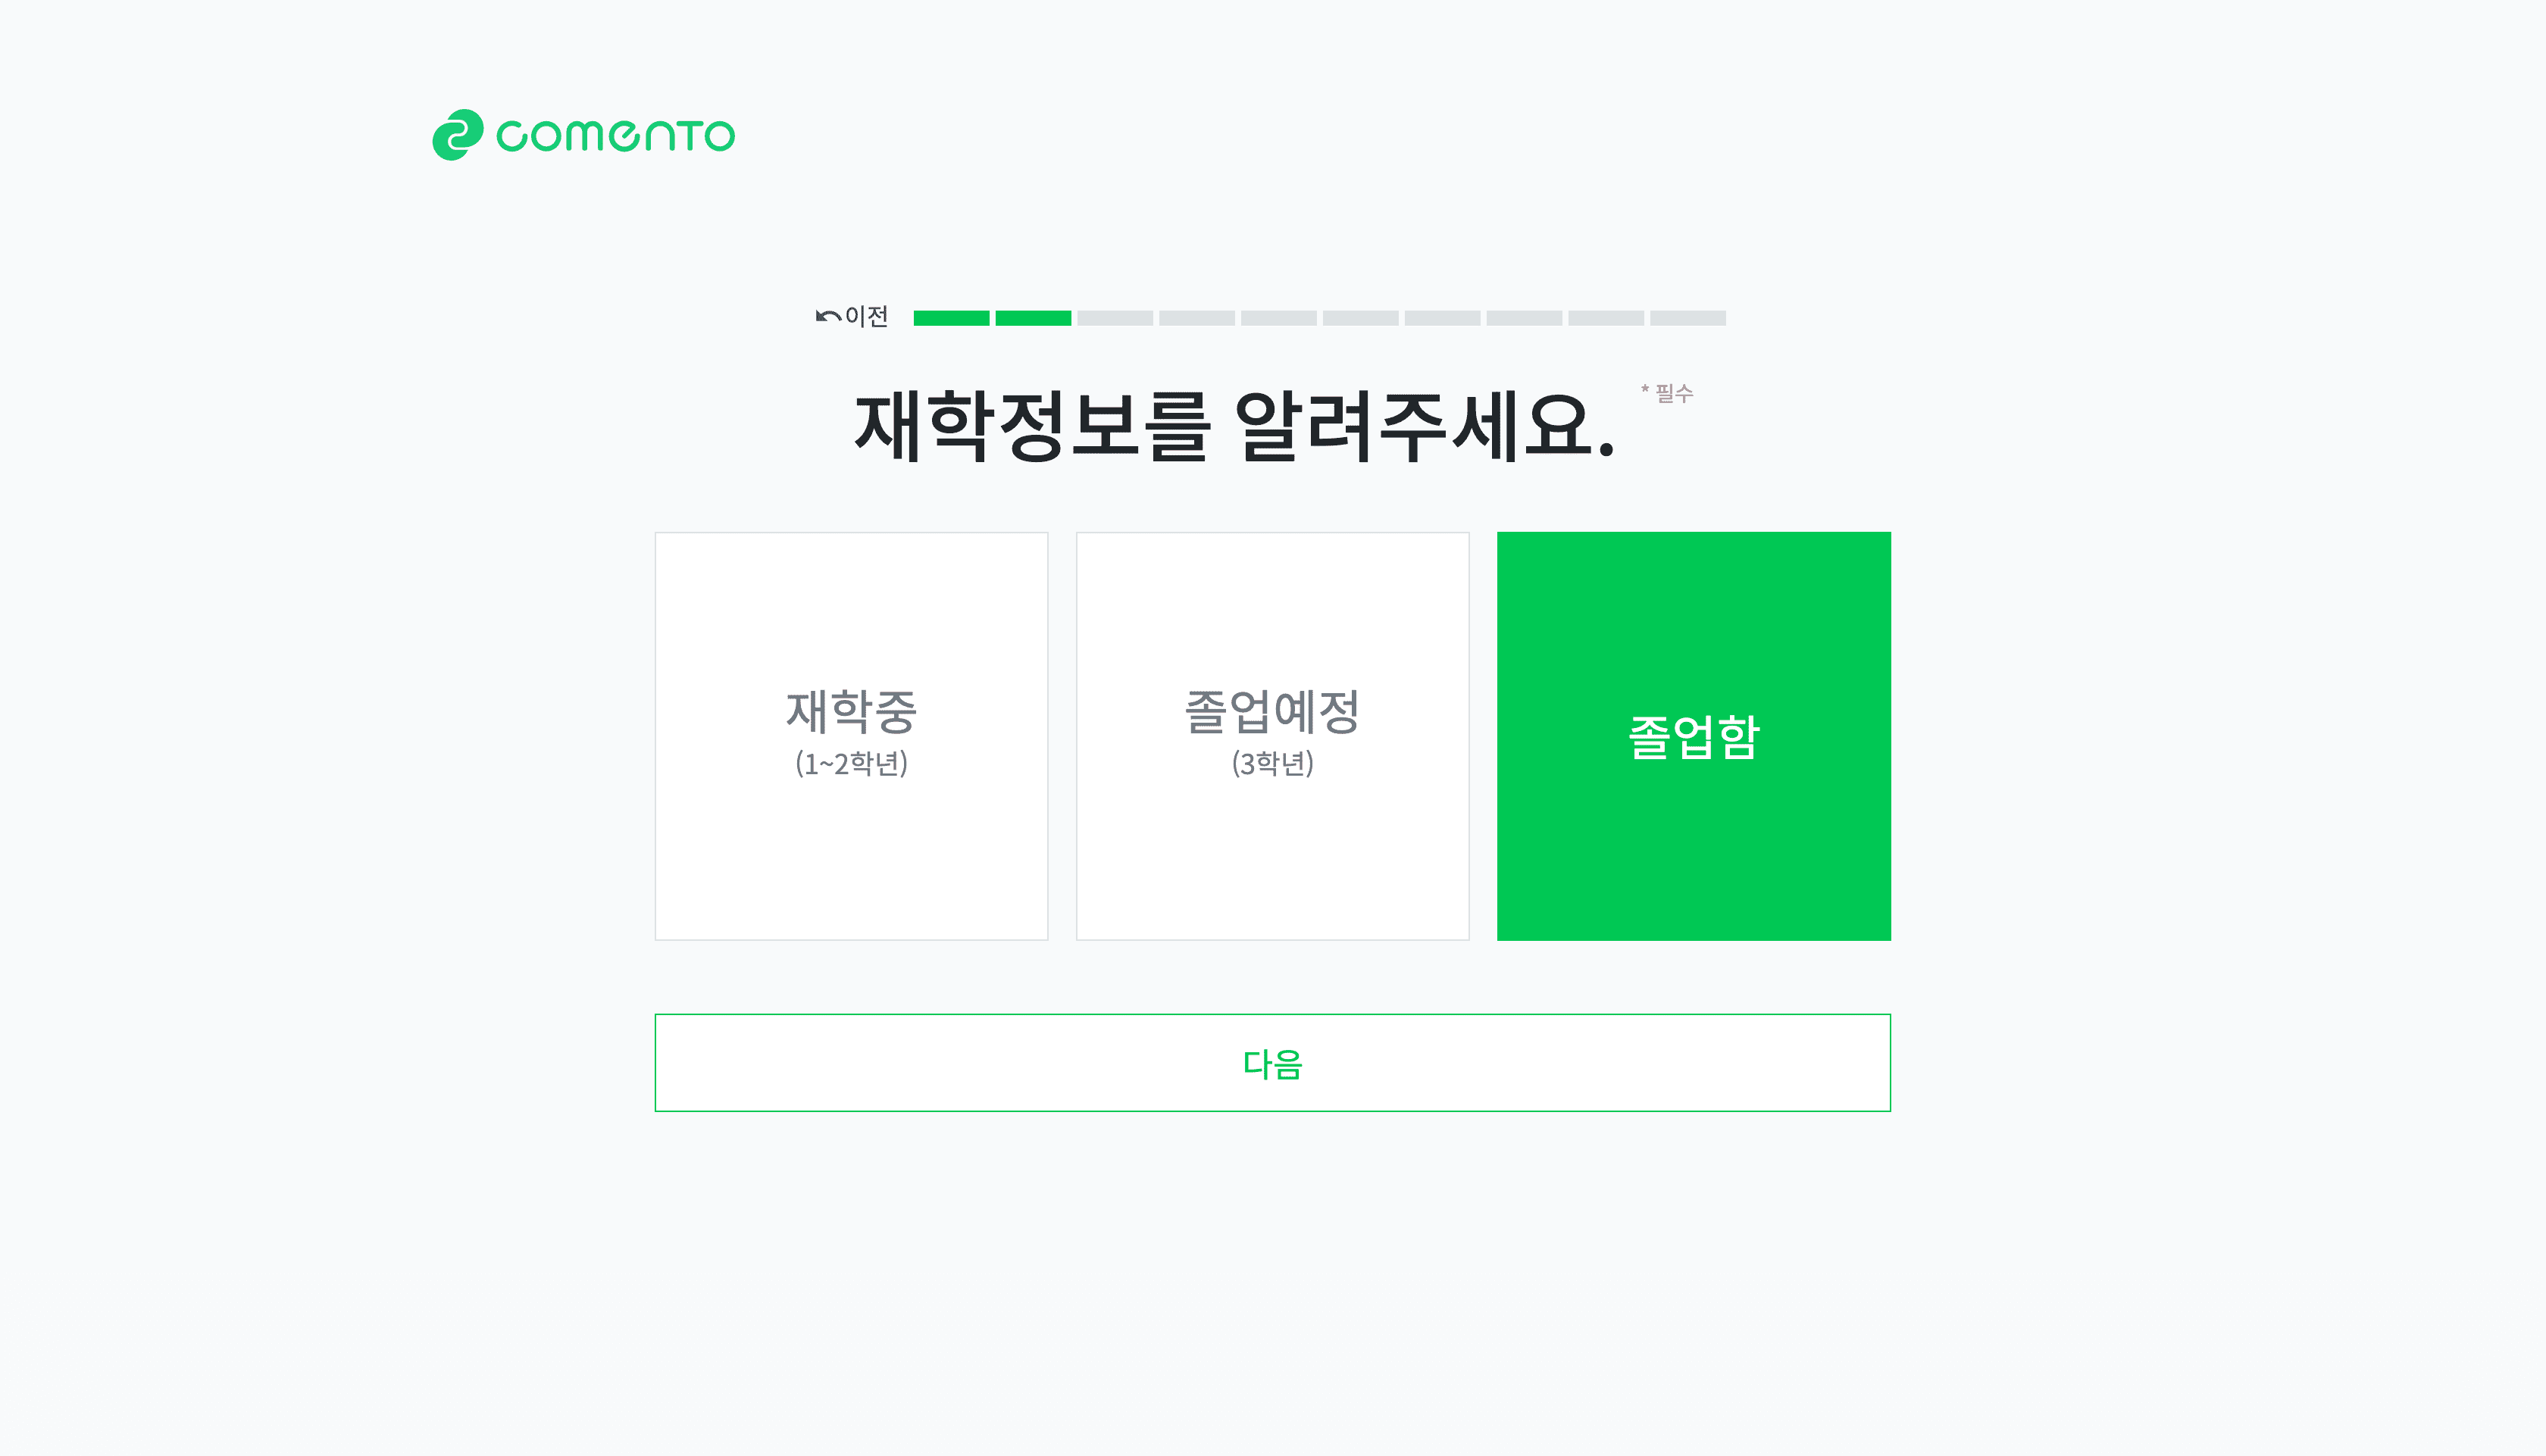 comento
이전
재학정보를 알려주세요.
* 필수
재학중
(1~2학년)
졸업예정
(3학년)
졸업함
다음